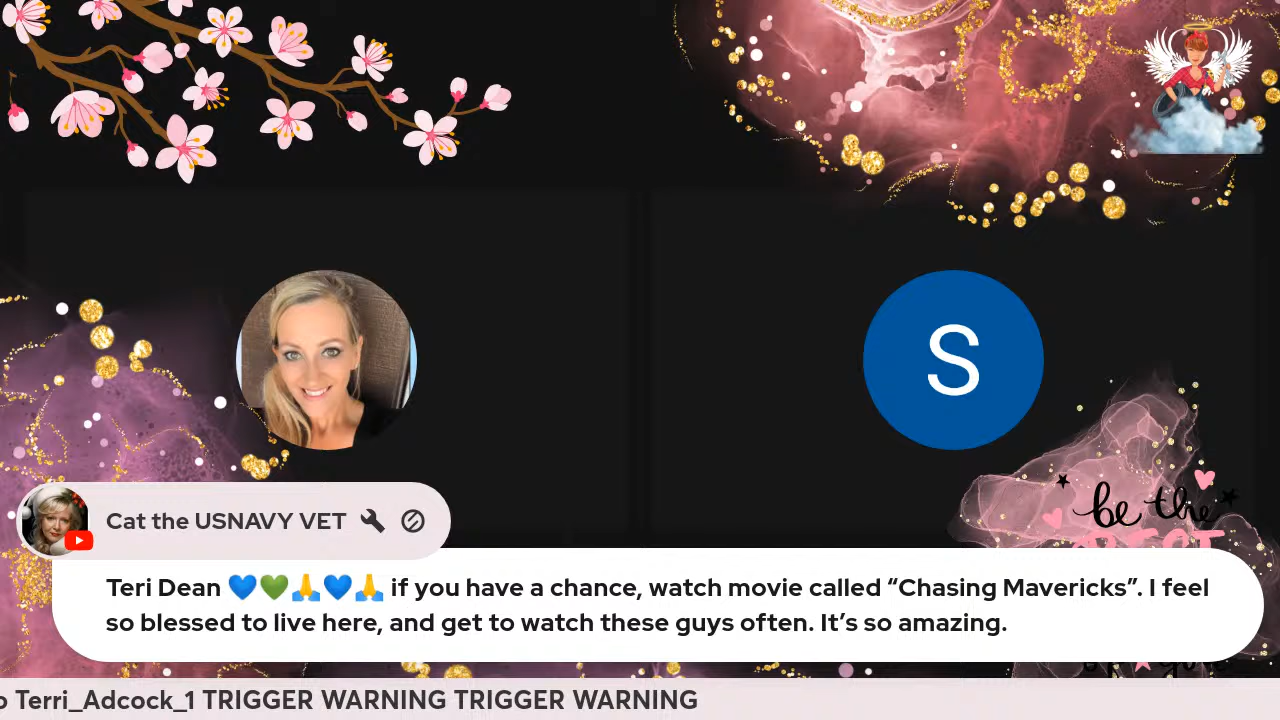 S
be the
Cat the USNAVY VET
Teri Dean 💙💚🙏💙🙏 if you have a chance, watch movie called “Chasing Mavericks”. I feel
so blessed to live here, and get to watch these guys often. It’s so amazing.
o Terri_Adcock_1 TRIGGER WARNING TRIGGER WARNING